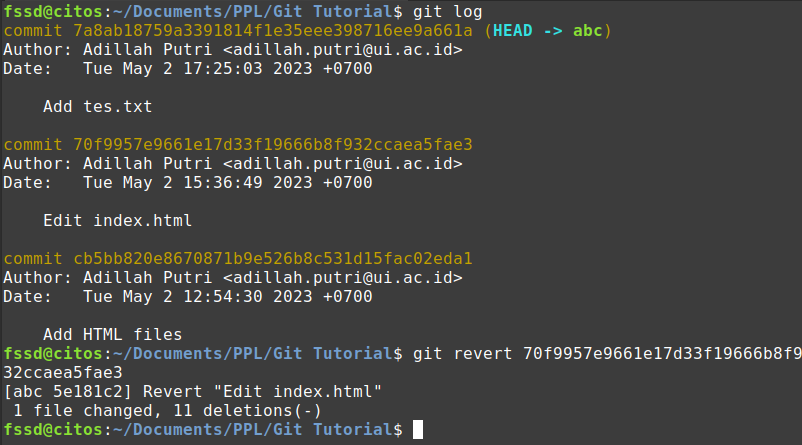 fssd@citos:~/Documents/PPL/Git Tutorial$ git log
commit 7a8ab18759a3391814f1e35eee398716ee9a661a (HEAD -> abc)
Author: Adillah Putri <adillah.putri@ui.ac.id>
Date:   Tue May 2 17:25:03 2023 +0700
    Add tes.txt
commit 70f9957e9661e17d33f19666b8f932ccaea5fae3
Author: Adillah Putri <adillah.putri@ui.ac.id>
Date:   Tue May 2 15:36:49 2023 +0700
    Edit index.html
commit cb5bb820e8670871b9e526b8c531d15fac02eda1
Author: Adillah Putri <adillah.putri@ui.ac.id>
Date:   Tue May 2 12:54:30 2023 +0700
    Add HTML files
fssd@citos:~/Documents/PPL/Git Tutorial$ git revert 70f9957e9661e17d33f19666b8f9
32ccaea5fae3
[abc 5e181c2] Revert "Edit index.html"
 1 file changed, 11 deletions(-)
fssd@citos:~/Documents/PPL/Git Tutorial$